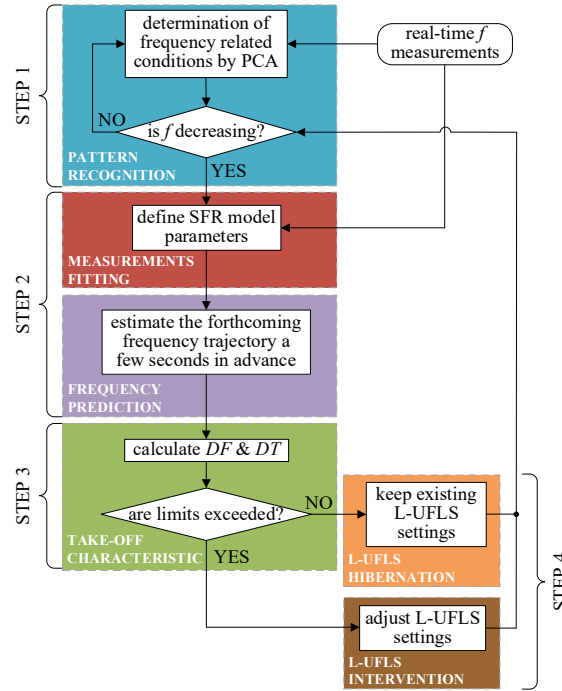 STEP 1
determination of
frequency related
conditions by PCA
real-time f
measurements
NO
is f decreasing?
PATTERN
RECOGNITION
YES
STEP 2
define SFR model
parameters
MEASUREMENTS
FITTING
estimate the forthcoming
frequency trajectory a
few seconds in advance
FREQUENCY
PREDICTION
STEP 3
calculate DF & DT
are limits exceeded?
NO
TAKE-OFF
CHARACTERISTIC
YES
keep existing
L-UFLS
settings
L-UFLS
HIBERNATION
STEP 4
adjust L-UFLS
settings
L-UFLS
INTERVENTION